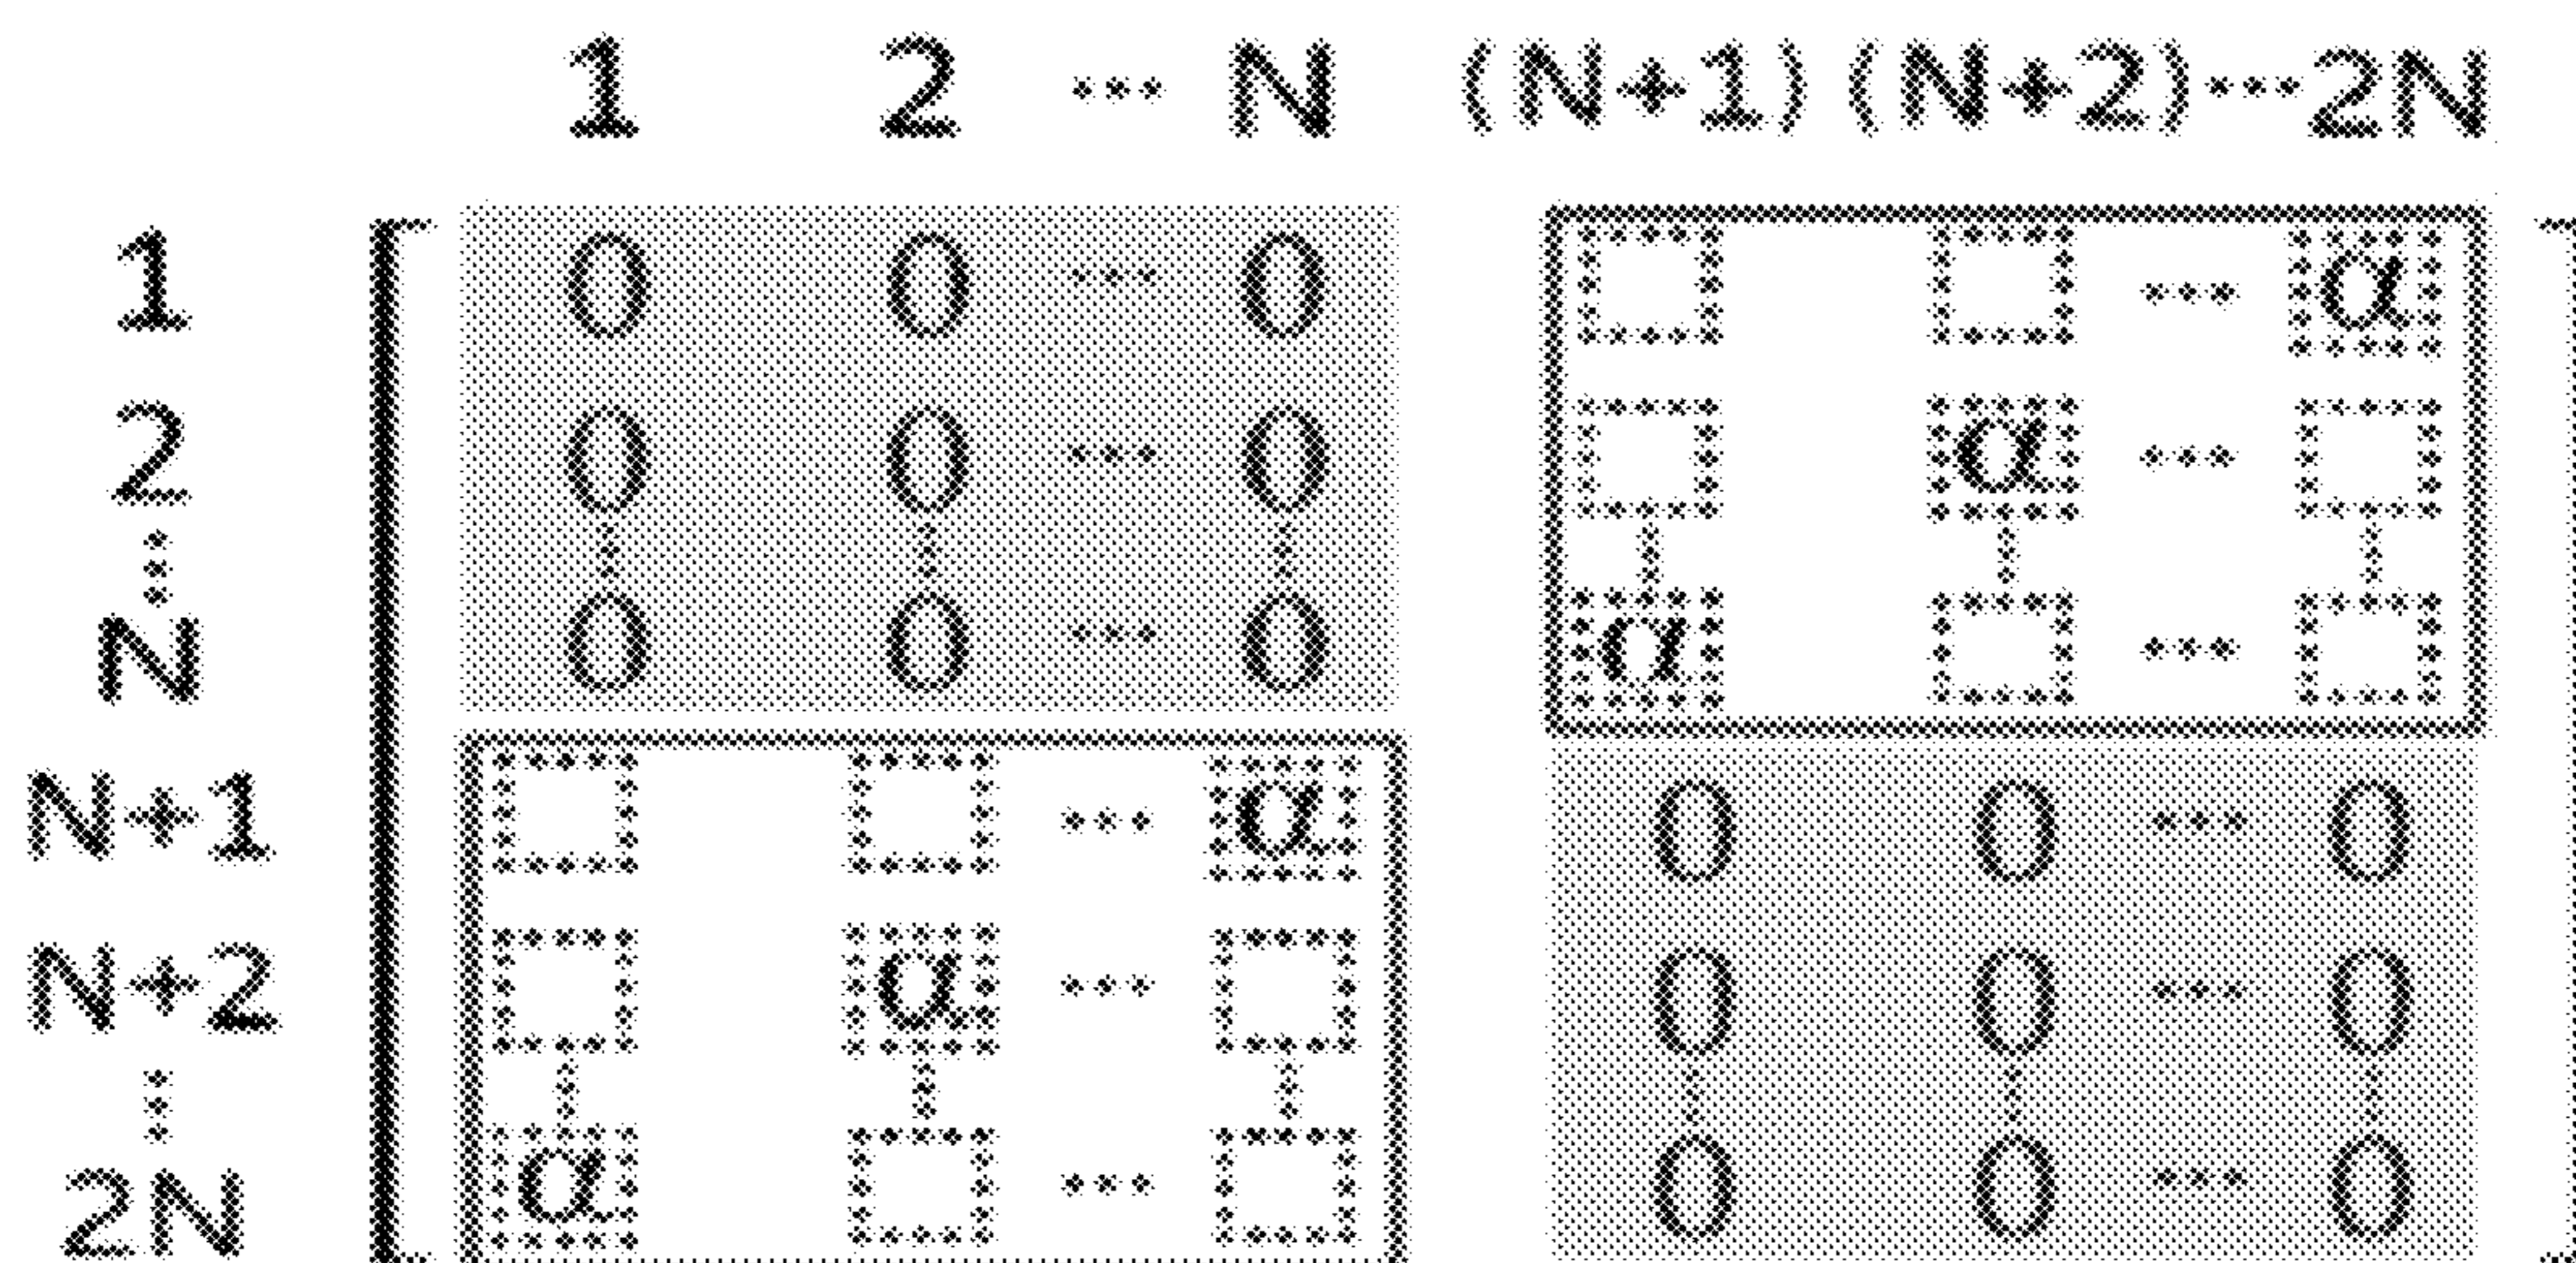 1 2 ⋯ N (N+1) (N+2)⋯2N
1 0 0 ⋯ 0 □ □ ⋯ α
2 0 0 ⋯ 0 □ α ⋯ □
⋮ ⋮ ⋮ ⋮ ⋮ ⋮ ⋮
N 0 0 ⋯ 0 α □ ⋯ □
N+1 □ □ ⋯ α 0 0 ⋯ 0
N+2 □ α ⋯ □ 0 0 ⋯ 0
⋮ ⋮ ⋮ ⋮ ⋮ ⋮ ⋮
2N α □ ⋯ □ 0 0 ⋯ 0